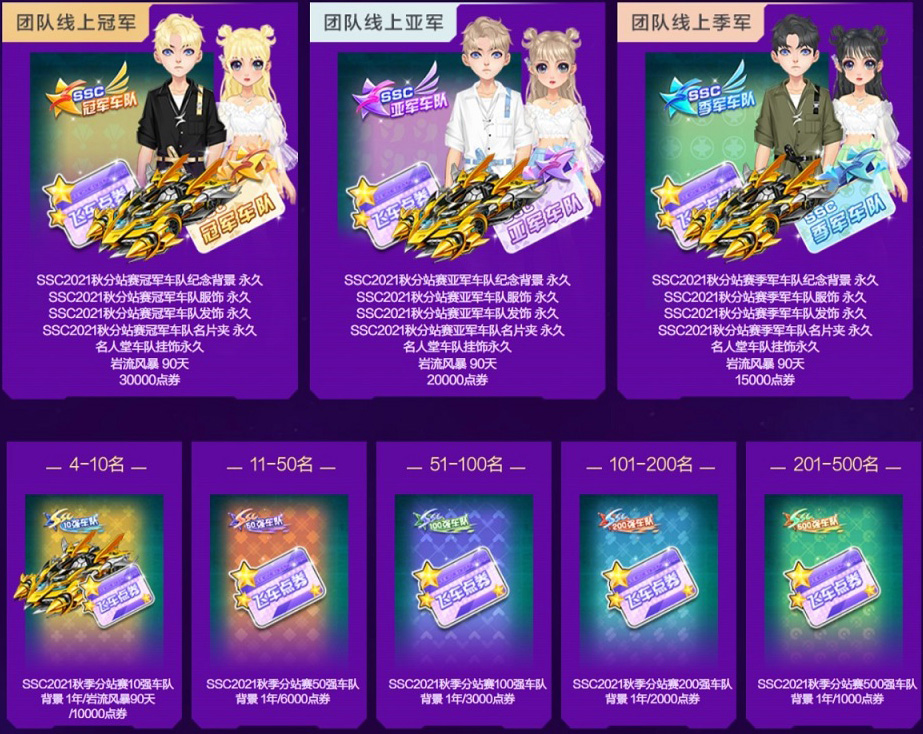 团队线上冠军
SSC
冠军车队
飞车点券
冠军车队
SSC2021秋分站赛冠军车队纪念背景 永久
SSC2021秋分站赛冠军车队服饰 永久
SSC2021秋分站赛冠军车队发饰 永久
SSC2021秋分站赛冠军车队名片夹 永久
名人堂车队挂饰永久
岩流风暴 90天
30000点券
团队线上亚军
SSC
亚军车队
飞车点券
亚军车队
SSC2021秋分站赛亚军车队纪念背景 永久
SSC2021秋分站赛亚军车队服饰 永久
SSC2021秋分站赛亚军车队发饰 永久
SSC2021秋分站赛亚军车队名片夹 永久
名人堂车队挂饰永久
岩流风暴 90天
20000点券
团队线上季军
SSC
季军车队
飞车点券
SSC
季军车队
SSC2021秋分站赛季军车队纪念背景 永久
SSC2021秋分站赛季军车队服饰 永久
SSC2021秋分站赛季军车队发饰 永久
SSC2021秋分站赛季军车队名片夹 永久
名人堂车队挂饰永久
岩流风暴 90天
15000点券
4-10名
10强车队
飞车点券
SSC2021秋季分站赛10强车队
背景 1年/岩流风暴90天
/10000点券
11-50名
50强车队
飞车点券
SSC2021秋季分站赛50强车队
背景 1年/6000点券
51-100名
100强车队
飞车点券
SSC2021秋季分站赛100强车队
背景 1年/3000点券
101-200名
200强车队
飞车点券
SSC2021秋季分站赛200强车队
背景 1年/2000点券
201-500名
500强车队
飞车点券
SSC2021秋季分站赛500强车队
背景 1年/1000点券